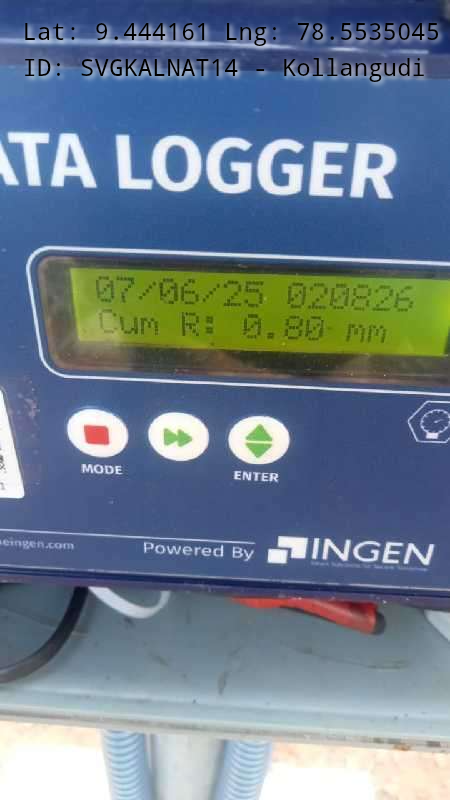 Lat: 9.444161 Lng: 78.5535045
ID: SVGKALNAT14 - Kollangudi
ATA LOGGER
07/06/25 020826
Cum R: 0.80 mm
MODE
ENTER
eingen.com
Powered By INGEN